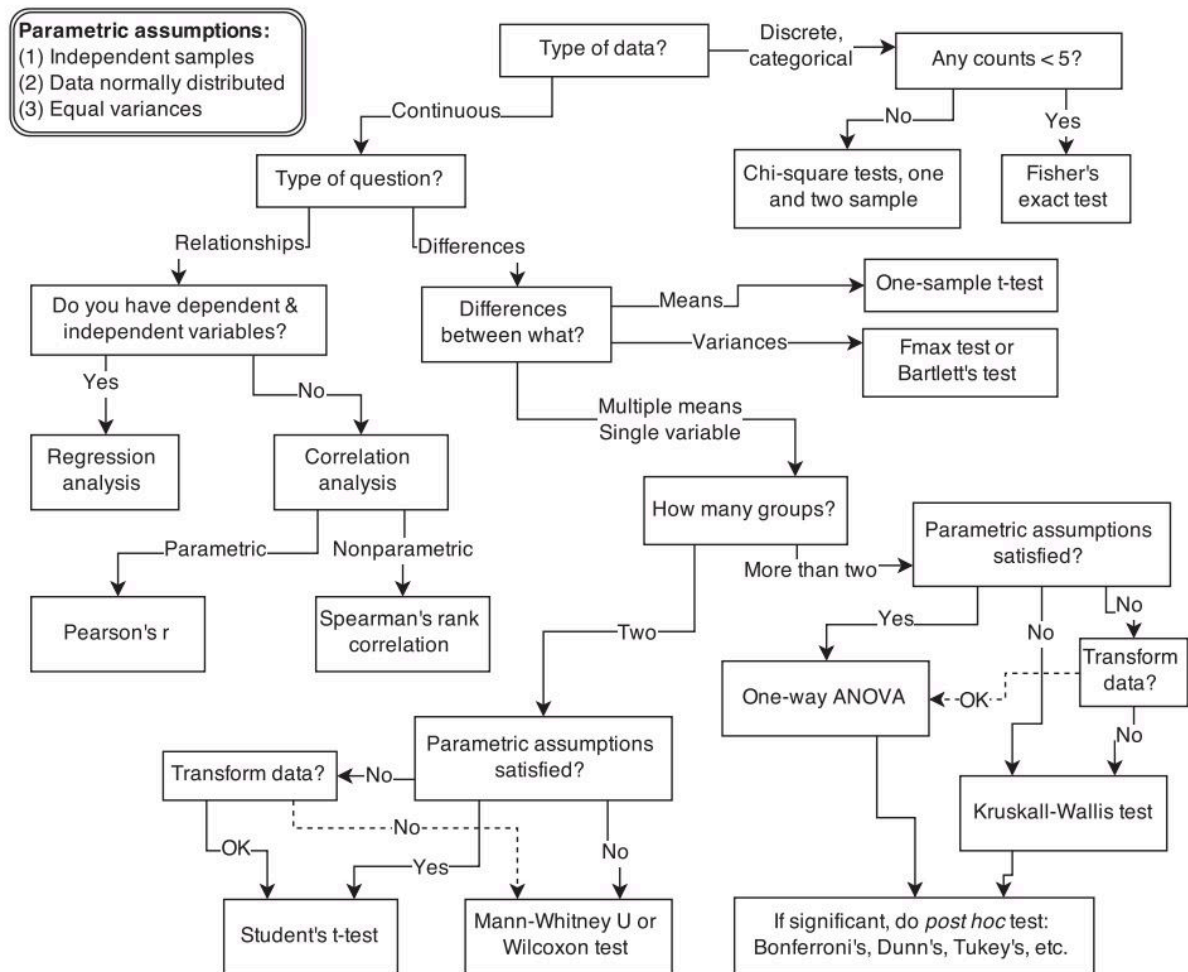 Parametric assumptions:
(1) Independent samples
(2) Data normally distributed
(3) Equal variances
Type of data?
Discrete,
categorical
Any counts < 5?
Continuous
No
Yes
Type of question?
Chi-square tests, one
and two sample
Fisher's
exact test
Relationships
Differences
Do you have dependent &
independent variables?
Differences
between what?
Means
One-sample t-test
Variances
Fmax test or
Bartlett's test
Yes
No
Multiple means
Single variable
Regression
analysis
Correlation
analysis
How many groups?
Parametric assumptions
satisfied?
Parametric
Nonparametric
More than two
Pearson's r
Spearman's rank
correlation
Two
Yes
No
No
Transform
data?
One-way ANOVA
OK
No
Parametric assumptions
satisfied?
Transform data?
No
Kruskall-Wallis test
No
OK
Yes
No
Student's t-test
Mann-Whitney U or
Wilcoxon test
If significant, do post hoc test:
Bonferroni's, Dunn's, Tukey's, etc.